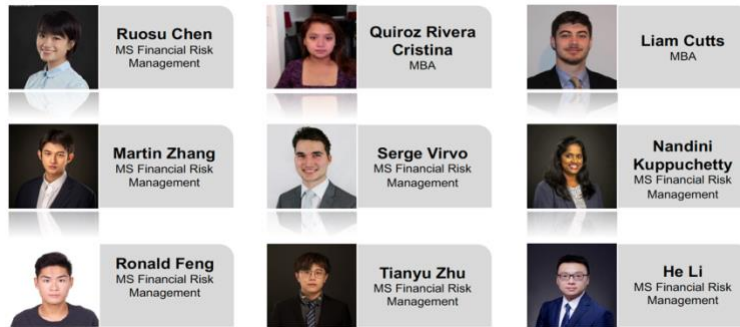 Ruosu Chen
MS Financial Risk
Management
Quiroz Rivera
Cristina
MBA
Liam Cutts
MBA
Martin Zhang
MS Financial Risk
Management
Serge Virvo
MS Financial Risk
Management
Nandini
Kuppuchetty
MS Financial Risk
Management
Ronald Feng
MS Financial Risk
Management
Tianyu Zhu
MS Financial Risk
Management
He Li
MS Financial Risk
Management